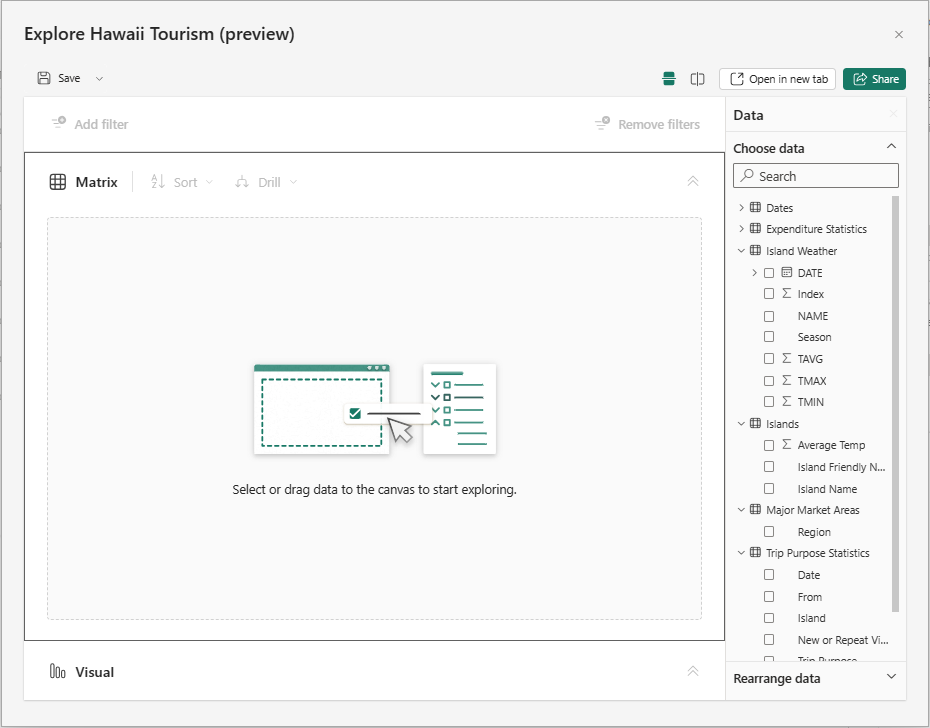 Explore Hawaii Tourism (preview)
Save
Open in new tab
Share
Add filter
Remove filters
Matrix
Sort
Drill
Select or drag data to the canvas to start exploring.
Visual
Data
Choose data
Search
Dates
Expenditure Statistics
Island Weather
DATE
Index
NAME
Season
TAVG
TMAX
TMIN
Islands
Average Temp
Island Friendly N...
Island Name
Major Market Areas
Region
Trip Purpose Statistics
Date
From
Island
New or Repeat Vi...
Trip Purpose
Rearrange data